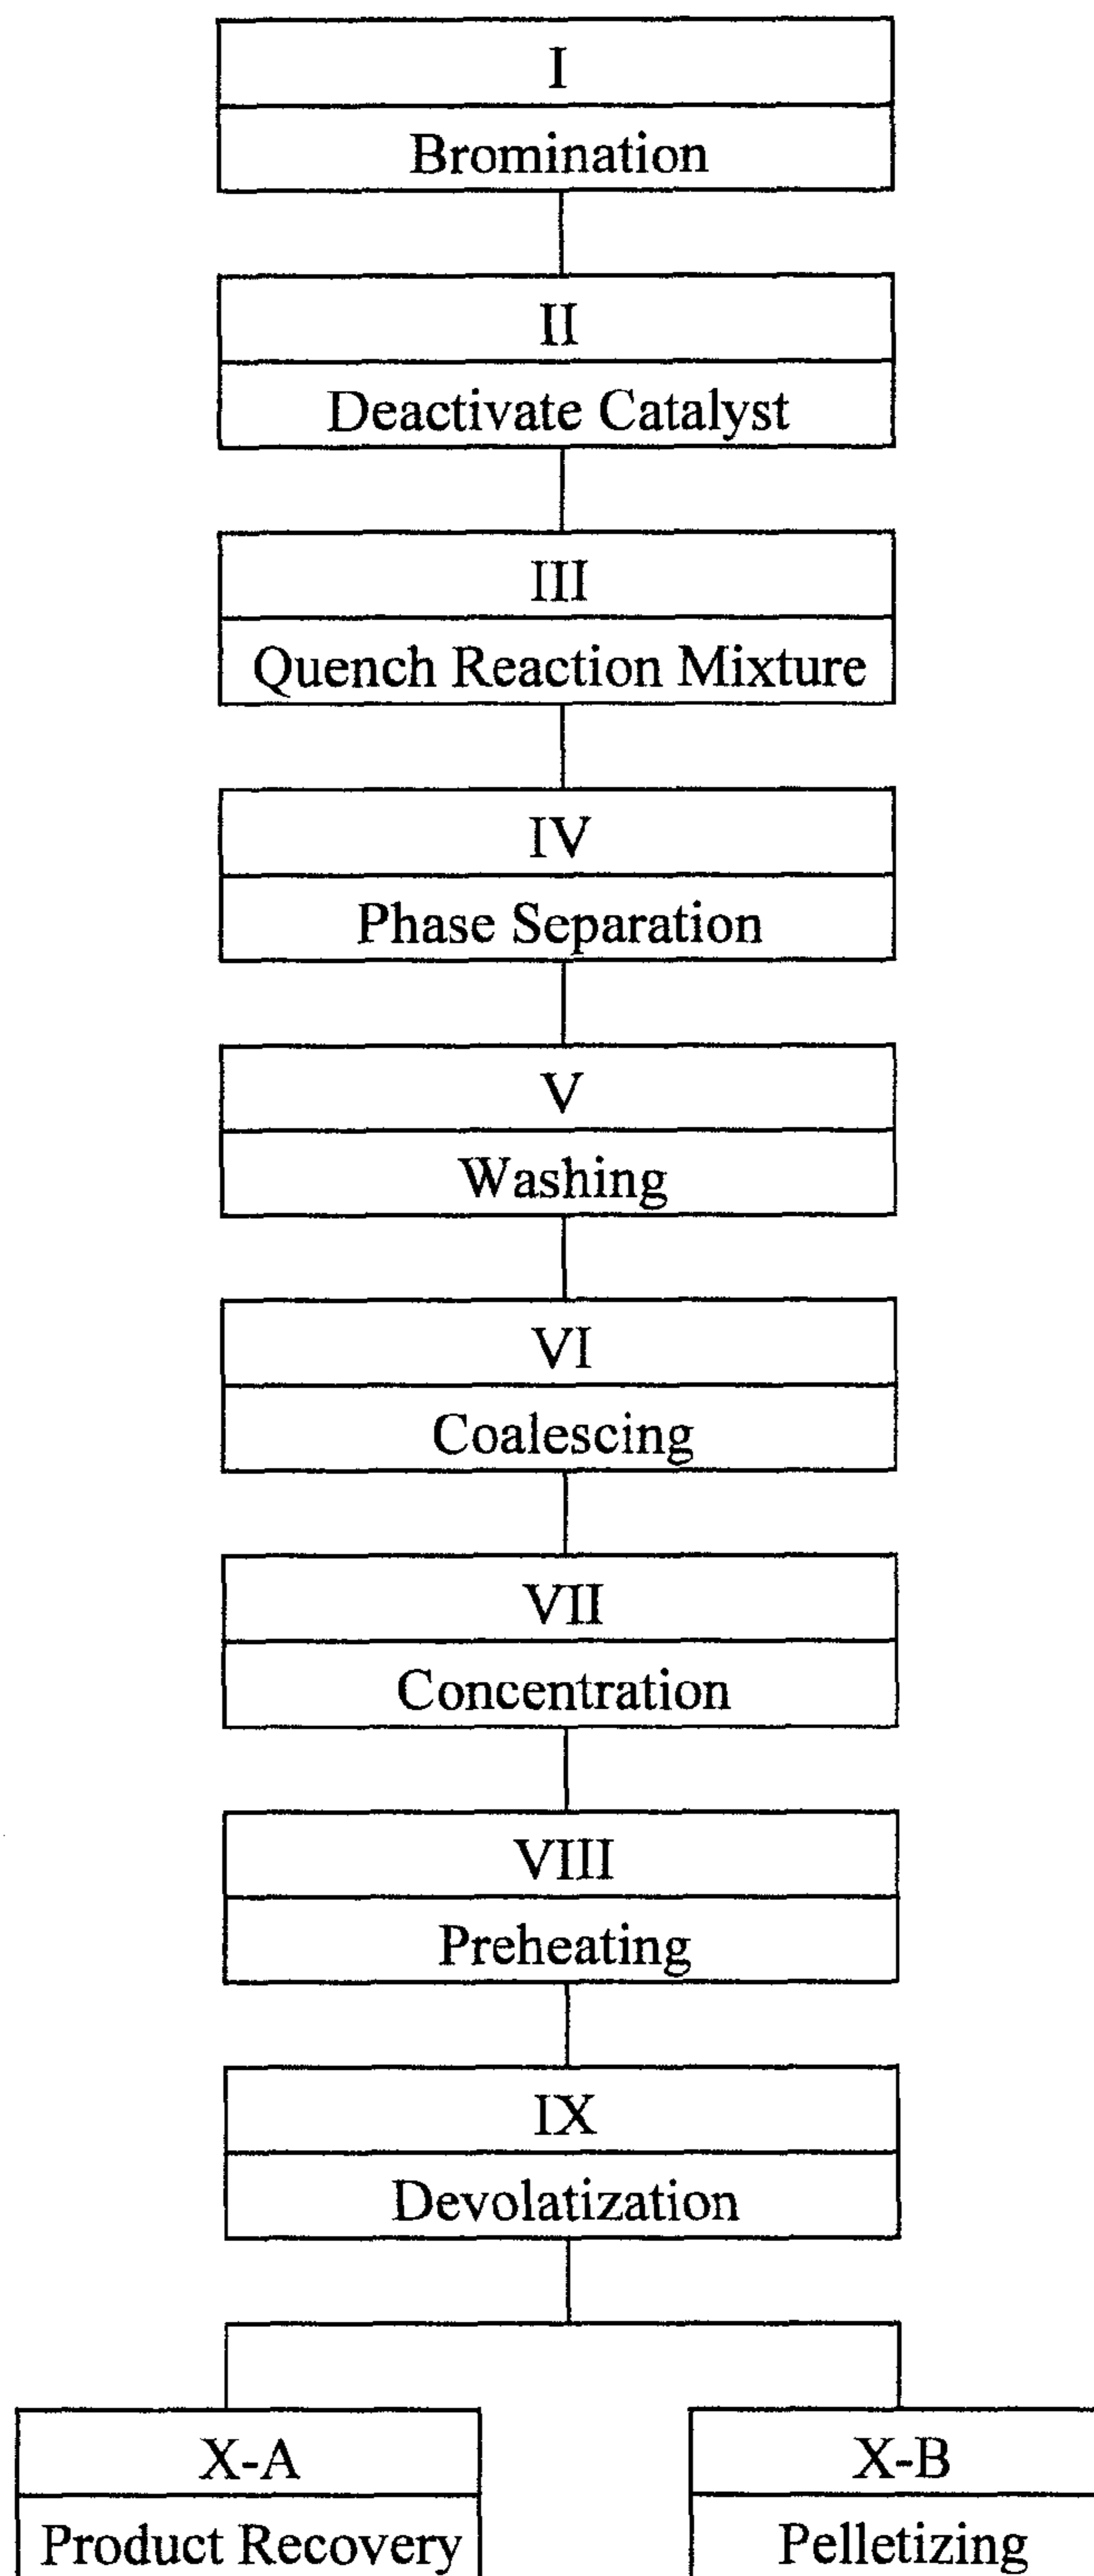 I
Bromination
II
Deactivate Catalyst
III
Quench Reaction Mixture
IV
Phase Separation
V
Washing
VI
Coalescing
VII
Concentration
VIII
Preheating
IX
Devolatization
X-A
Product Recovery
X-B
Pelletizing